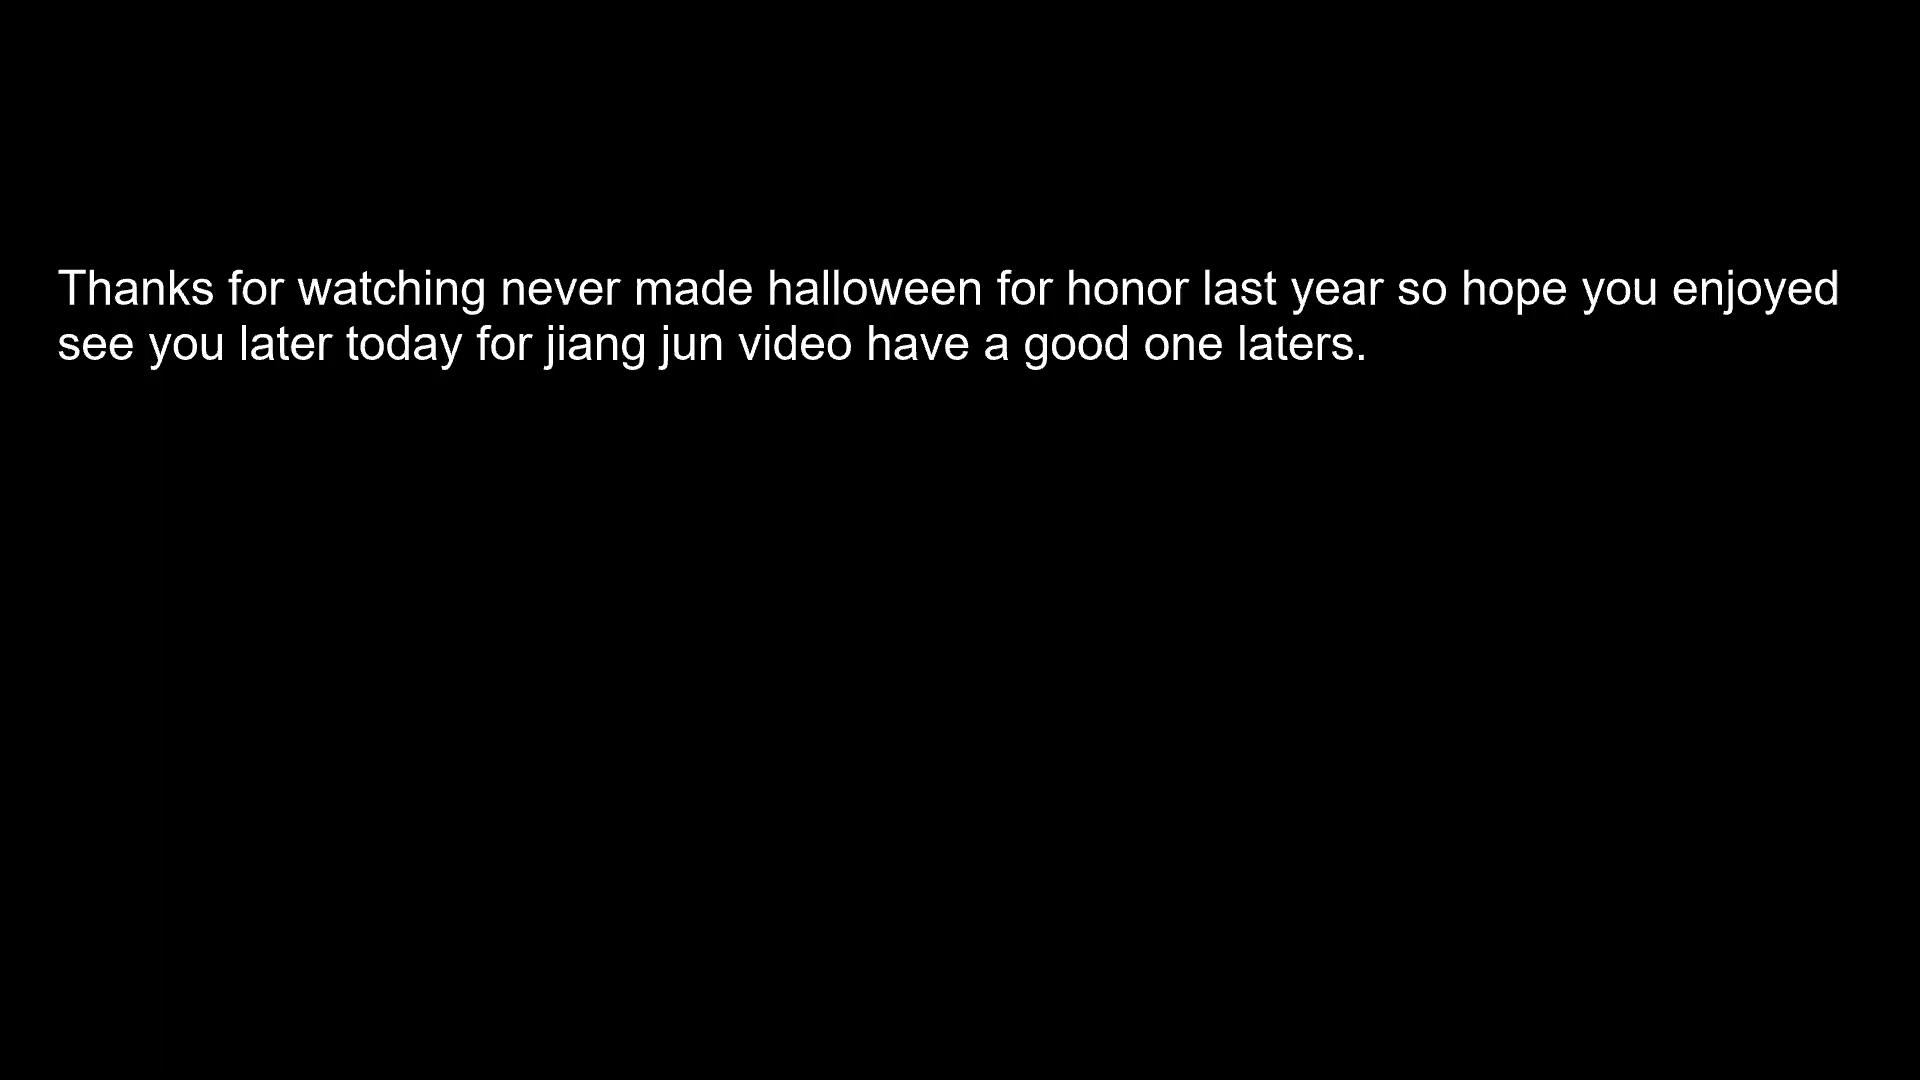 Thanks for watching never made halloween for honor last year so hope you enjoyed
see you later today for jiang jun video have a good one laters.